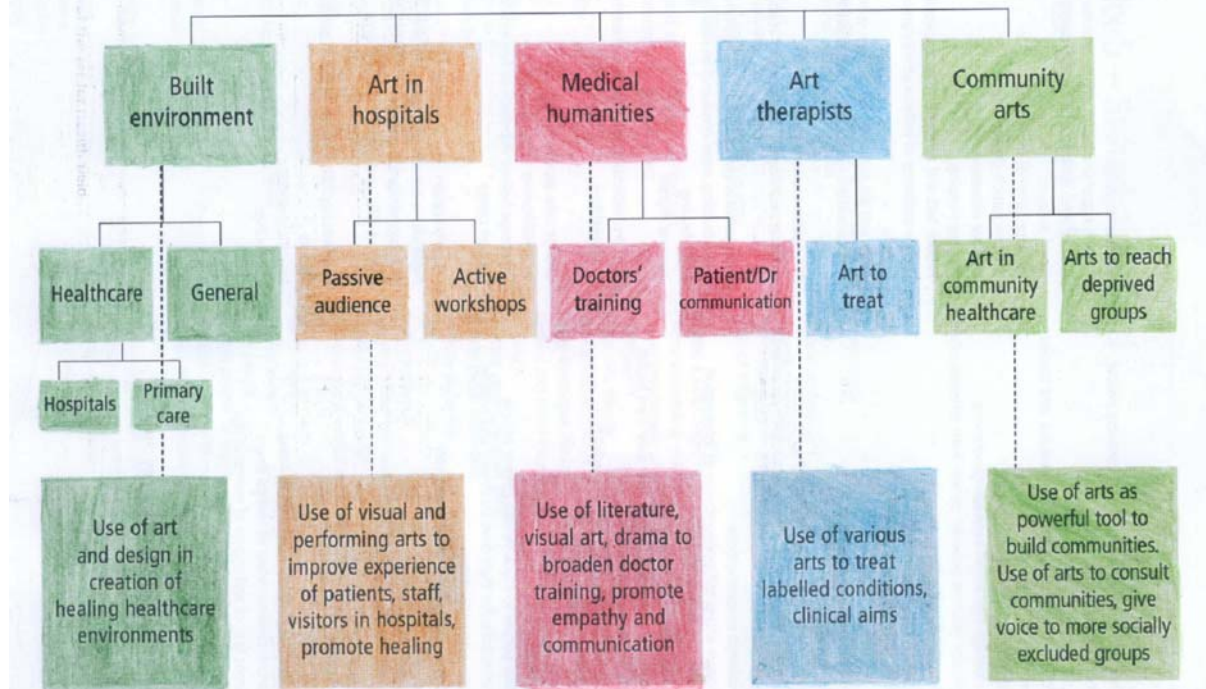 Built
environment
Art in
hospitals
Medical
humanities
Art
therapists
Community
arts
Healthcare
General
Passive
audience
Active
workshops
Doctors'
training
Patient/Dr
communication
Art to
treat
Art in
community
healthcare
Arts to reach
deprived
groups
Hospitals
Primary
care
Use of art
and design in
creation of
healing healthcare
environments
Use of visual and
performing arts to
improve experience
of patients, staff,
visitors in hospitals,
promote healing
Use of literature,
visual art, drama to
broaden doctor
training, promote
empathy and
communication
Use of various
arts to treat
labelled conditions,
clinical aims
Use of arts as
powerful tool to
build communities.
Use of arts to consult
communities, give
voice to more socially
excluded groups